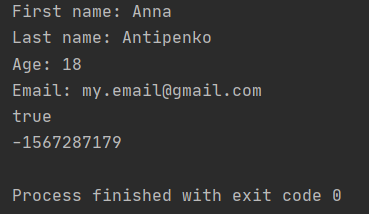 First name: Anna
Last name: Antipenko
Age: 18
Email: my.email@gmail.com
true
-1567287179
Process finished with exit code 0